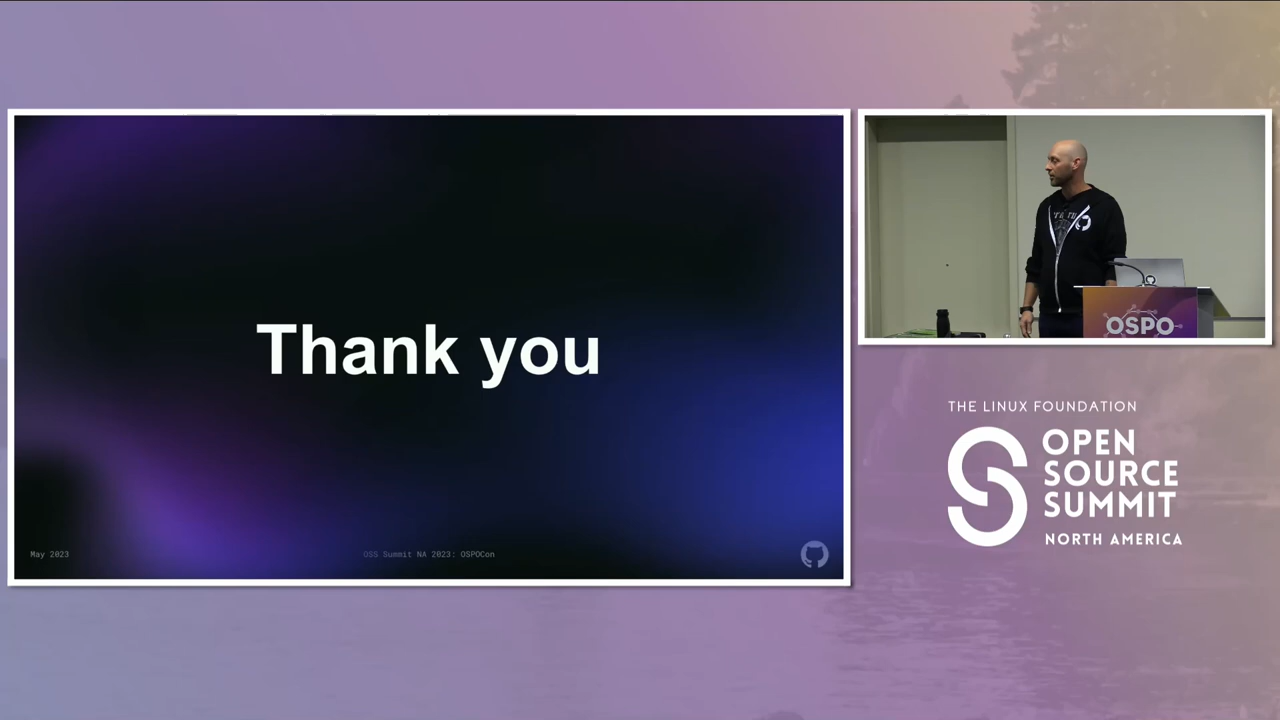 Thank you
May 2023
OSS Summit NA 2023: OSPOCon
OSPO
THE LINUX FOUNDATION
OPEN
SOURCE
SUMMIT
NORTH AMERICA